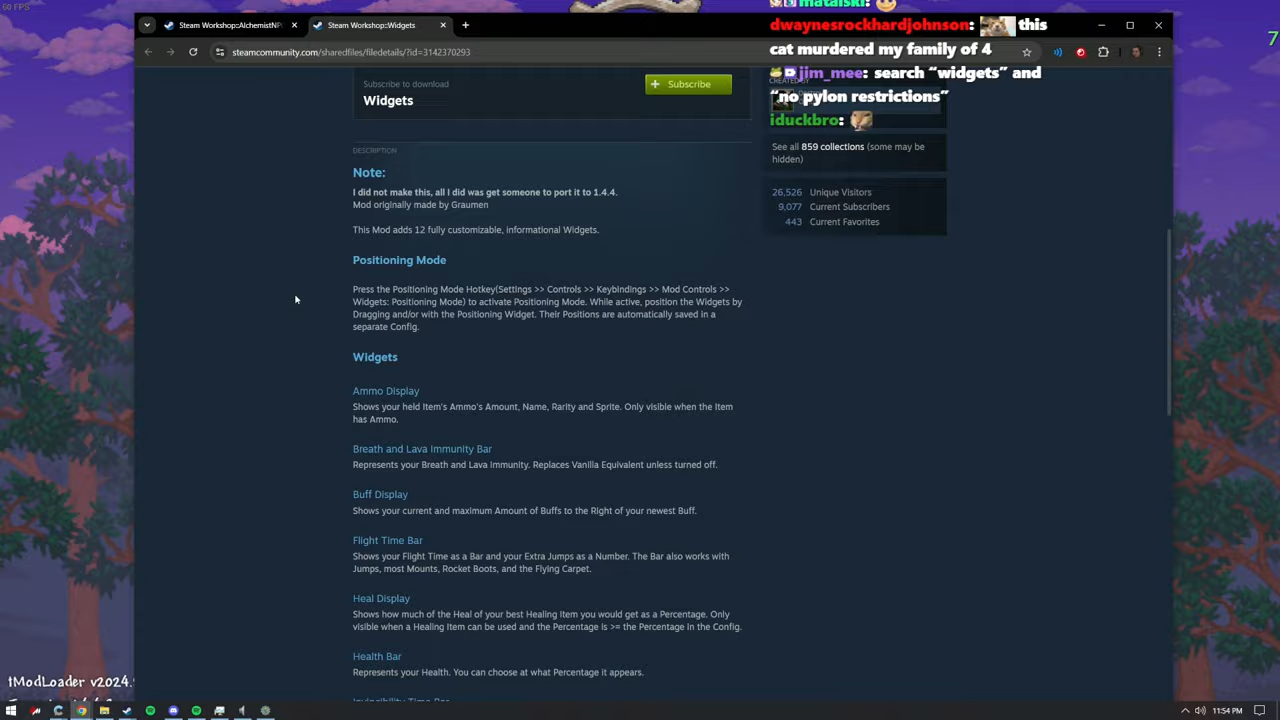 60 FPS
mataiski:
dwaynesrockhardjohnson: this
cat murdered my family of 4
jim_mee: search “widgets” and
“no pylon restrictions”
iduckbro:
7
Steam Workshop::AlchemistNP
Steam Workshop::Widgets
steamcommunity.com/sharedfiles/filedetails/?id=3142370293
Subscribe to download
Widgets
Subscribe
CREATED BY
See all 859 collections (some may be
hidden)
26,526 Unique Visitors
9,077 Current Subscribers
443 Current Favorites
DESCRIPTION
Note:
I did not make this, all I did was get someone to port it to 1.4.4.
Mod originally made by Graumen
This Mod adds 12 fully customizable, informational Widgets.
Positioning Mode
Press the Positioning Mode Hotkey(Settings >> Controls >> Keybindings >> Mod Controls >>
Widgets: Positioning Mode) to activate Positioning Mode. While active, position the Widgets by
Dragging and/or with the Positioning Widget. Their Positions are automatically saved in a
separate Config.
Widgets
Ammo Display
Shows your held Item's Ammo's Amount, Name, Rarity and Sprite. Only visible when the Item
has Ammo.
Breath and Lava Immunity Bar
Represents your Breath and Lava Immunity. Replaces Vanilla Equivalent unless turned off.
Buff Display
Shows your current and maximum Amount of Buffs to the Right of your newest Buff.
Flight Time Bar
Shows your Flight Time as a Bar and your Extra Jumps as a Number. The Bar also works with
Jumps, most Mounts, Rocket Boots, and the Flying Carpet.
Heal Display
Shows how much of the Heal of your best Healing Item you would get as a Percentage. Only
visible when a Healing Item can be used and the Percentage is >= the Percentage in the Config.
Health Bar
Represents your Health. You can choose at what Percentage it appears.
Invincibility Time Bar
tModLoader v2024.
11:54 PM